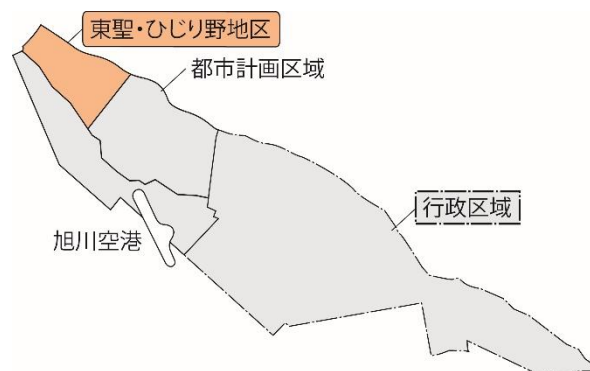 東聖・ひじり野地区
都市計画区域
行政区域
旭川空港